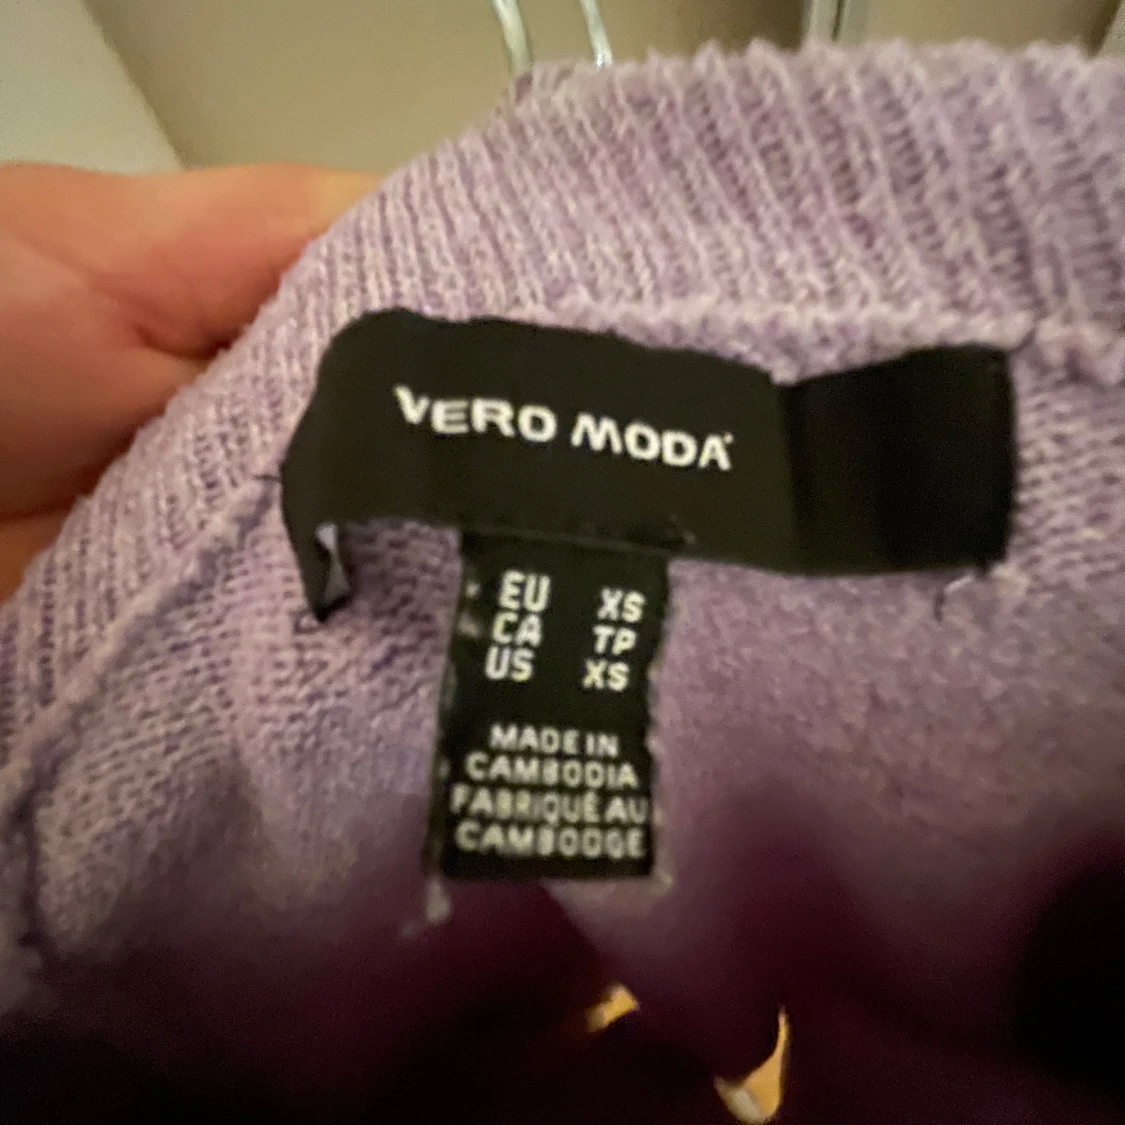 VERO MODA
EU XS
CA TP
US XS
MADE IN
CAMBODIA
FABRIQUÉ AU
CAMBODGE